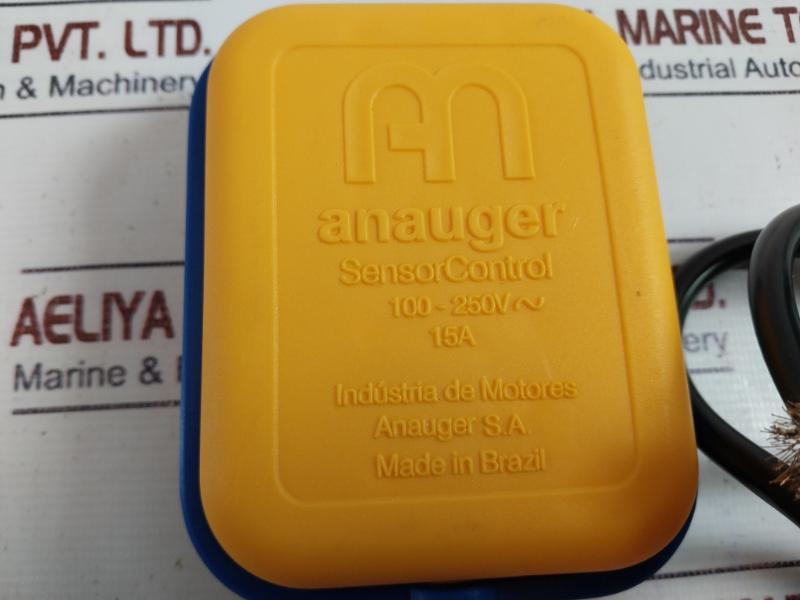 PVT. LTD.
& Machinery
MARINE
dustrial Auto
AELIYA
Marine &
AN
anauger
SensorControl
100 - 250V ~
15A
Indústria de Motores
Anauger S.A.
Made in Brazil